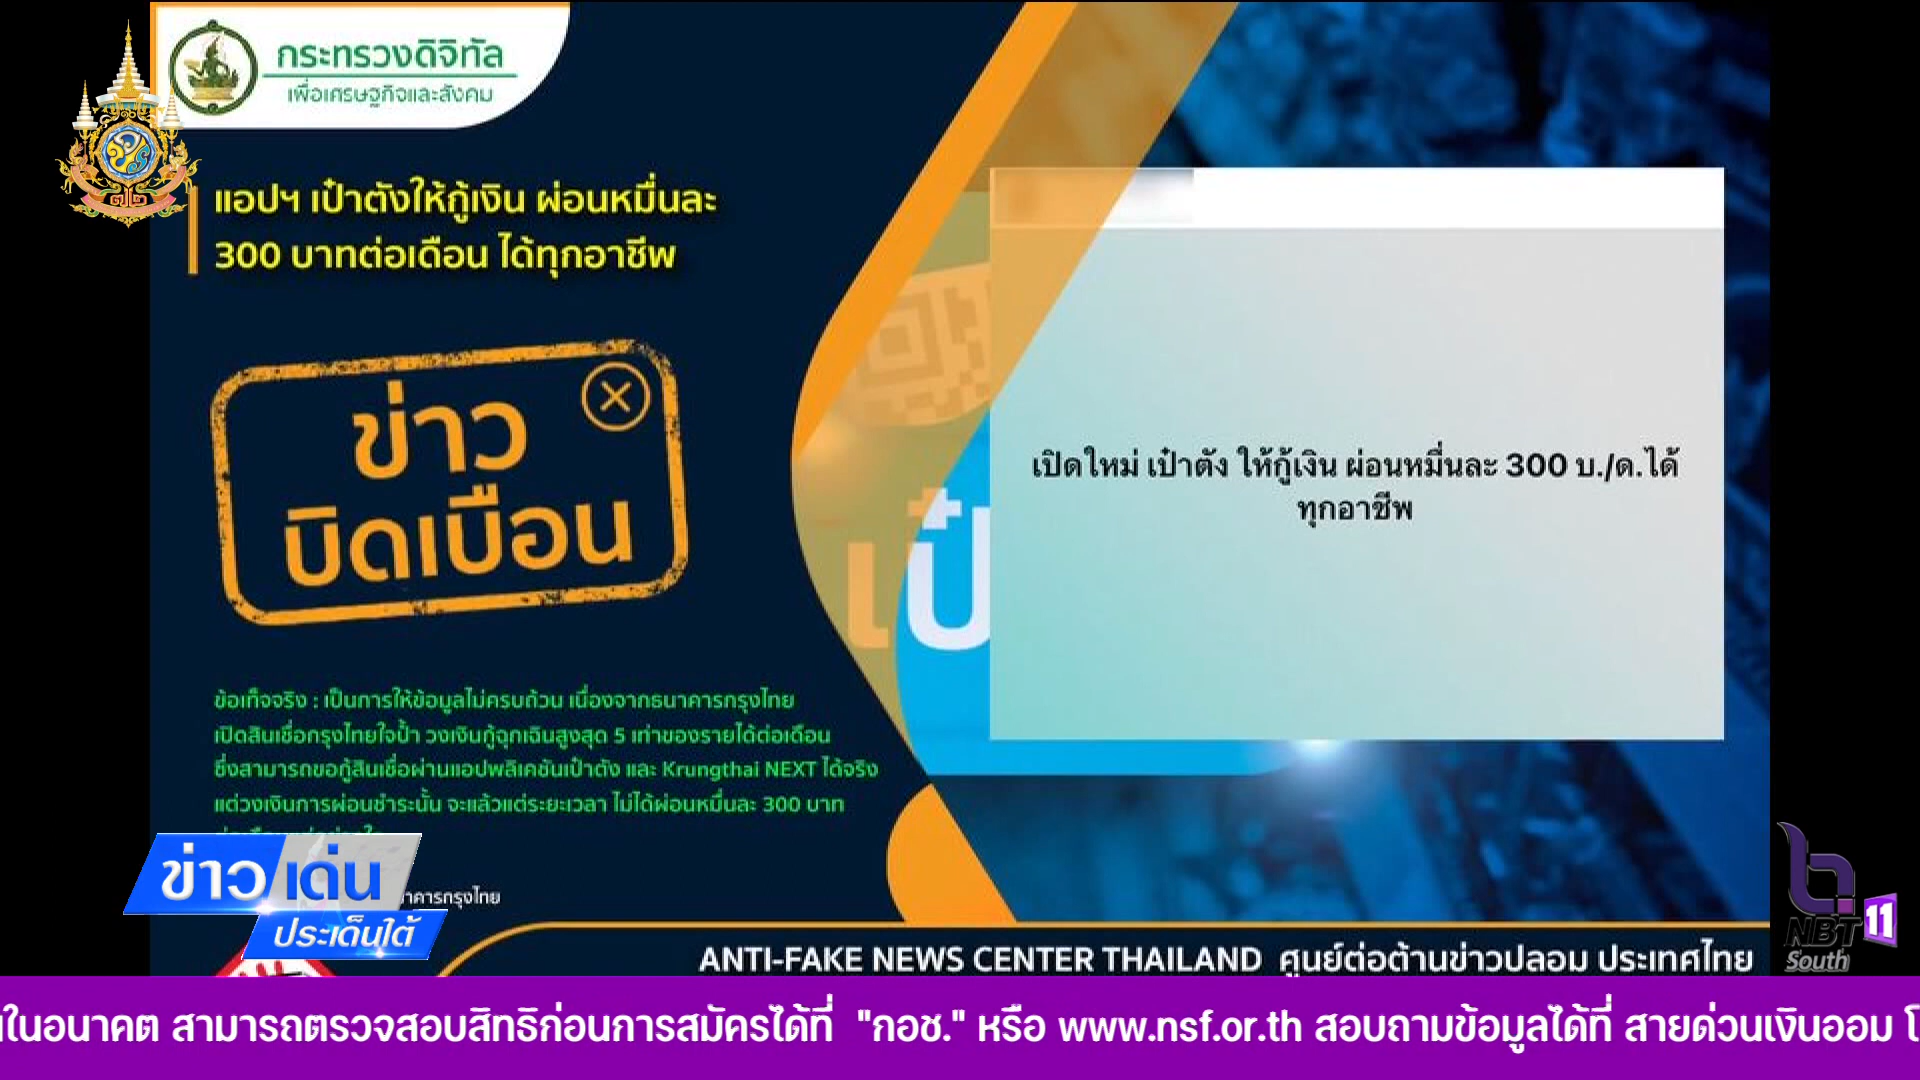 กระทรวงดิจิทัล
เพื่อเศรษฐกิจและสังคม
แอปฯ เป๋าตังให้กู้เงิน ผ่อนหมื่นละ
300 บาทต่อเดือน ได้ทุกอาชีพ
ข่าว
บิดเบือน
เป๋
เปิดใหม่ เป๋าตัง ให้กู้เงิน ผ่อนหมื่นละ 300 บ./ด.ได้
ทุกอาชีพ
ข้อเท็จจริง : เป็นการให้ข้อมูลไม่ครบถ้วน เนื่องจากธนาคารกรุงไทย
เปิดสินเชื่อกรุงไทยใจป้ำ วงเงินกู้ฉุกเฉินสูงสุด 5 เท่าของรายได้ต่อเดือน
ซึ่งสามารถขอกู้สินเชื่อผ่านแอปพลิเคชันเป๋าตัง และ Krungthai NEXT ได้จริง
แต่วงเงินการผ่อนชำระนั้น จะแล้วแต่ระยะเวลา ไม่ได้ผ่อนหมื่นละ 300 บาท
าคารกรุงไทย
ข่าวเด่น
ประเด็นใต้
ANTI-FAKE NEWS CENTER THAILAND ศูนย์ต่อต้านข่าวปลอม ประเทศไทย
NBT 11
South
ในอนาคต สามารถตรวจสอบสิทธิก่อนการสมัครได้ที่ "กอช." หรือ www.nsf.or.th สอบถามข้อมูลได้ที่ สายด่วนเงินออม โ